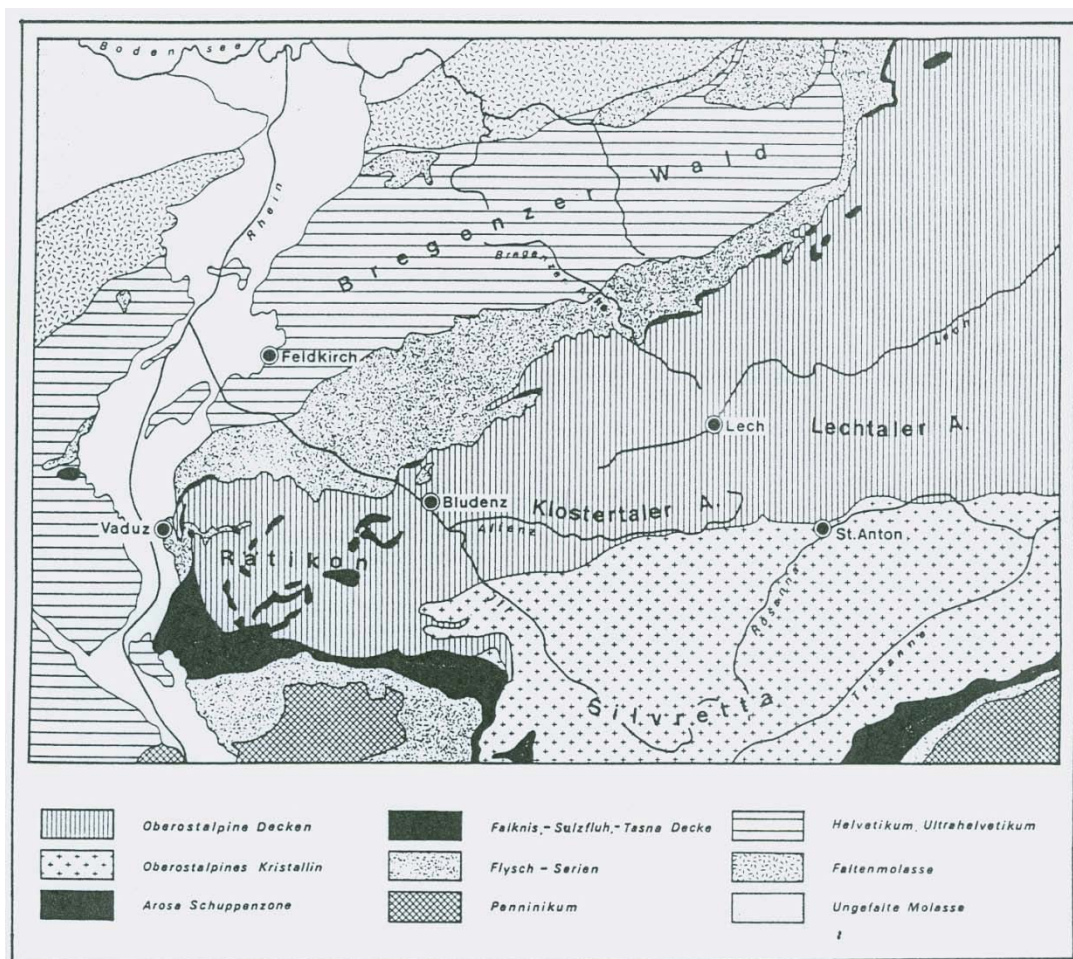 Bodensee
Rhein
Bregenzer Wald
Bregenzer Ache
Feldkirch
Lech
Lech
Lechtaler A.
Bludenz
Klostertaler A.
Alfenz
Vaduz
Rätikon
St.Anton
Jlr
Rosanna
Trisanna
Silvretta
Oberostalpine Decken
Falknis,-Sulzfluh,-Tasna Decke
Helvetikum, Ultrahelvetikum
Oberostalpines Kristallin
Flysch - Serien
Faltenmolasse
Arosa Schuppenzone
Penninikum
Ungefalte Molasse